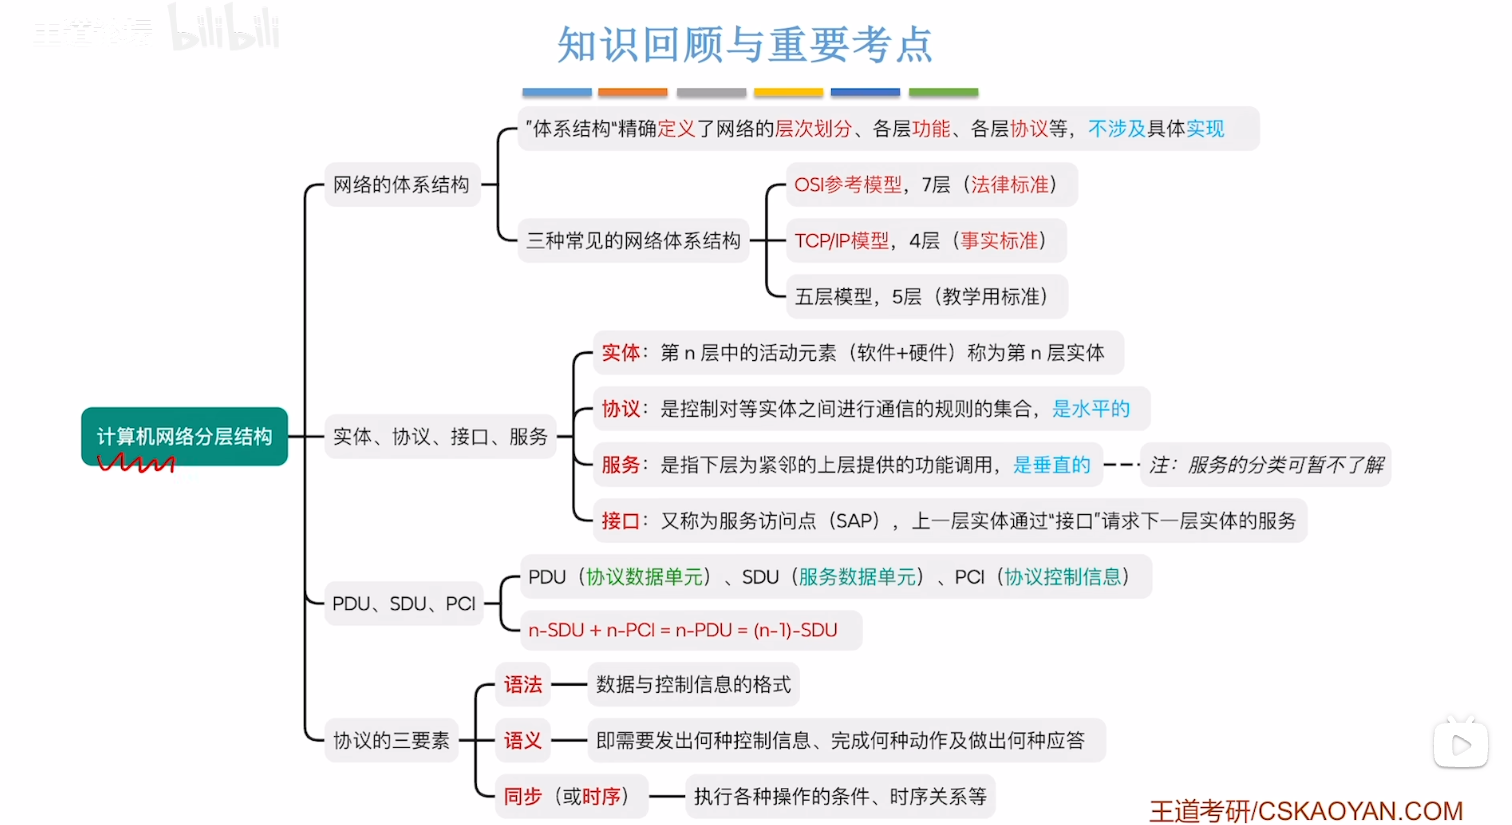 bilibili
知识回顾与重要考点
"体系结构"精确定义了网络的层次划分、各层功能、各层协议等，不涉及具体实现
网络的体系结构
OSI参考模型，7层（法律标准）
三种常见的网络体系结构
TCP/IP模型，4层（事实标准）
五层模型，5层（教学用标准）
实体：第 n 层中的活动元素（软件+硬件）称为第 n 层实体
协议：是控制对等实体之间进行通信的规则的集合，是水平的
计算机网络分层结构
实体、协议、接口、服务
服务：是指下层为紧邻的上层提供的功能调用，是垂直的
注：服务的分类可暂不了解
接口：又称为服务访问点（SAP），上一层实体通过“接口”请求下一层实体的服务
PDU（协议数据单元）、SDU（服务数据单元）、PCI（协议控制信息）
PDU、SDU、PCI
n-SDU + n-PCI = n-PDU = (n-1)-SDU
语法
数据与控制信息的格式
协议的三要素
语义
即需要发出何种控制信息、完成何种动作及做出何种应答
同步（或时序）
执行各种操作的条件、时序关系等
王道考研/CSKAOYAN.COM